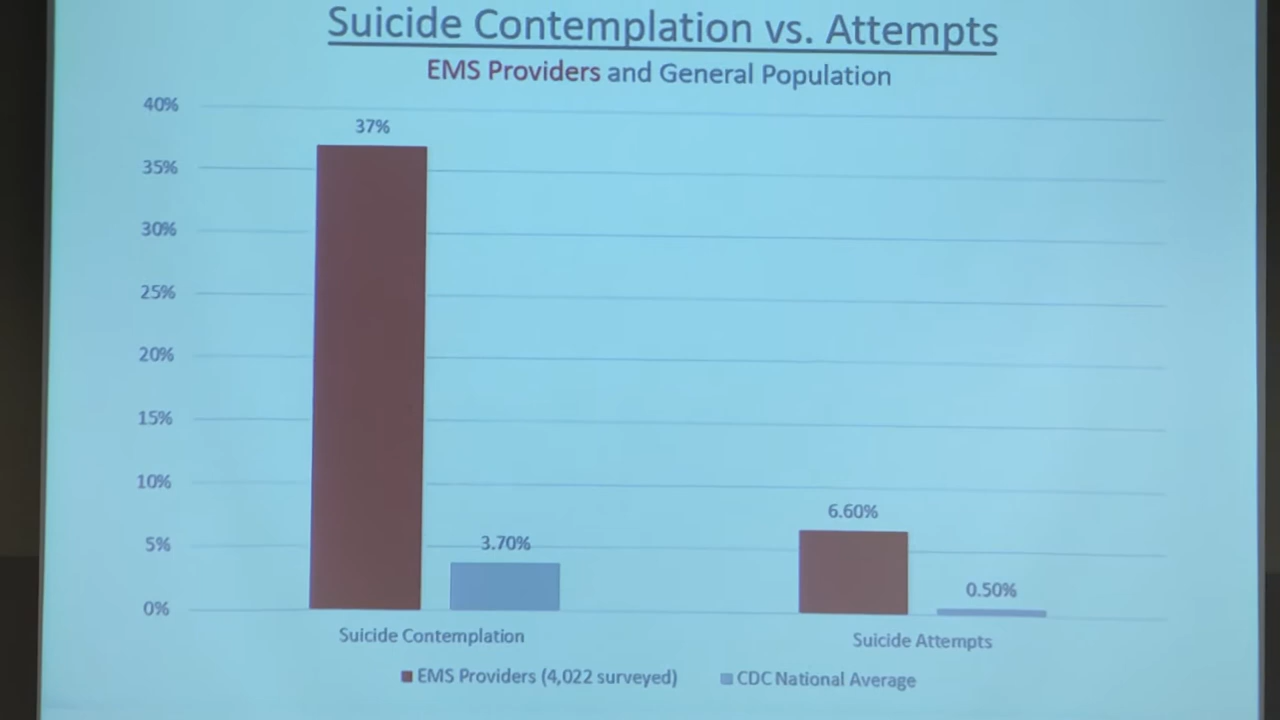 Suicide Contemplation vs. Attempts
EMS Providers and General Population
40%
37%
35%
30%
25%
20%
15%
10%
6.60%
5%
3.70%
0.50%
0%
Suicide Contemplation
Suicide Attempts
EMS Providers (4,022 surveyed)
CDC National Average